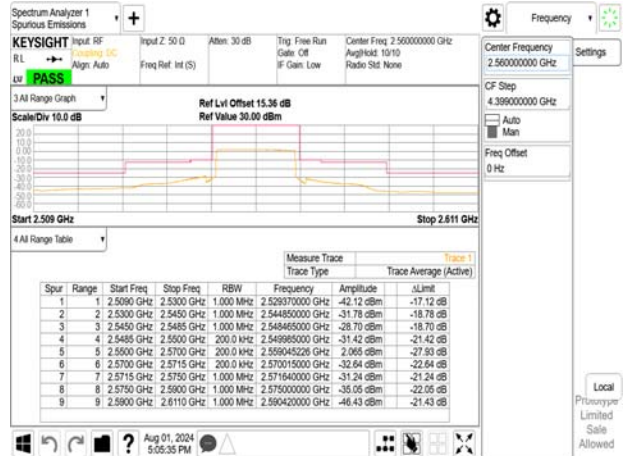 Spectrum Analyzer 1
Spurious Emissions
+
Frequency
KEYSIGHT Input: RF Input Z: 50 Ω Atten: 30 dB Trig: Free Run Center Freq: 2.560000000 GHz
Coupling: DC Gate: Off Avg|Hold: 10/10
RL Align: Auto Freq Ref: Int (S) IF Gain: Low Radio Std: None
PASS
Center Frequency
2.560000000 GHz
Settings
CF Step
4.399000000 GHz
Auto
Man
Freq Offset
0 Hz
3 All Range Graph
Scale/Div 10.0 dB
Ref Lvl Offset 15.36 dB
Ref Value 30.00 dBm
20.0
10.0
0.00
-10.0
-20.0
-30.0
-40.0
-50.0
-60.0
Start 2.509 GHz Stop 2.611 GHz
4 All Range Table
Measure Trace Trace 1
Trace Type Trace Average (Active)
Spur Range Start Freq Stop Freq RBW Frequency Amplitude ΔLimit
1 1 2.5090 GHz 2.5300 GHz 1.000 MHz 2.529370000 GHz -42.12 dBm -17.12 dB
2 2 2.5300 GHz 2.5450 GHz 1.000 MHz 2.544850000 GHz -31.78 dBm -18.78 dB
3 3 2.5450 GHz 2.5485 GHz 1.000 MHz 2.548465000 GHz -28.70 dBm -18.70 dB
4 4 2.5485 GHz 2.5500 GHz 200.0 kHz 2.549985000 GHz -31.42 dBm -21.42 dB
5 5 2.5500 GHz 2.5700 GHz 200.0 kHz 2.559045226 GHz 2.065 dBm -27.93 dB
6 6 2.5700 GHz 2.5715 GHz 200.0 kHz 2.570015000 GHz -32.64 dBm -22.64 dB
7 7 2.5715 GHz 2.5750 GHz 1.000 MHz 2.571640000 GHz -31.24 dBm -21.24 dB
8 8 2.5750 GHz 2.5900 GHz 1.000 MHz 2.575000000 GHz -35.05 dBm -22.05 dB
9 9 2.5900 GHz 2.6110 GHz 1.000 MHz 2.590420000 GHz -46.43 dBm -21.43 dB
Local
Prototype
Limited
Sale
Allowed
?
Aug 01, 2024
5:05:35 PM